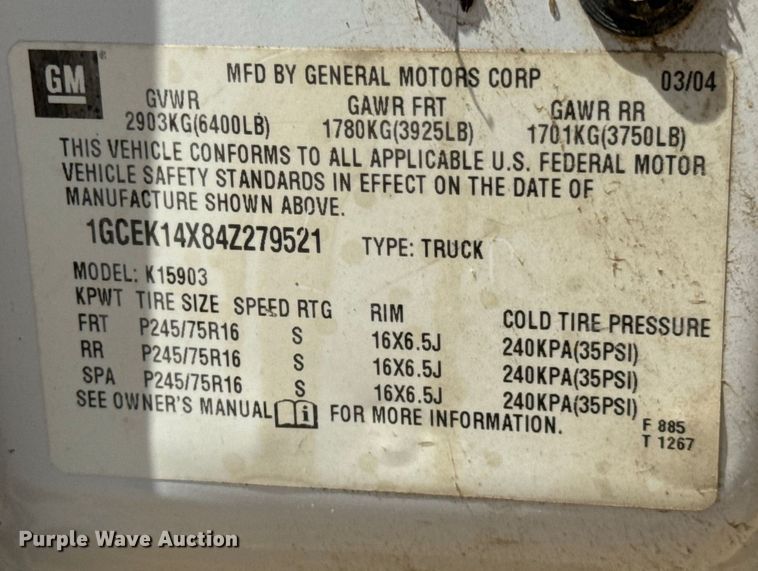 GM
MFD BY GENERAL MOTORS CORP 03/04
GVWR GAWR FRT GAWR RR
2903KG(6400LB) 1780KG(3925LB) 1701KG(3750LB)
THIS VEHICLE CONFORMS TO ALL APPLICABLE U.S. FEDERAL MOTOR
VEHICLE SAFETY STANDARDS IN EFFECT ON THE DATE OF
MANUFACTURE SHOWN ABOVE.
1GCEK14X84Z279521 TYPE: TRUCK
MODEL: K15903
KPWT TIRE SIZE SPEED RTG RIM COLD TIRE PRESSURE
FRT P245/75R16 S 16X6.5J 240KPA(35PSI)
RR P245/75R16 S 16X6.5J 240KPA(35PSI)
SPA P245/75R16 S 16X6.5J 240KPA(35PSI)
SEE OWNER'S MANUAL i FOR MORE INFORMATION.
F 885
T 1267
Purple Wave Auction